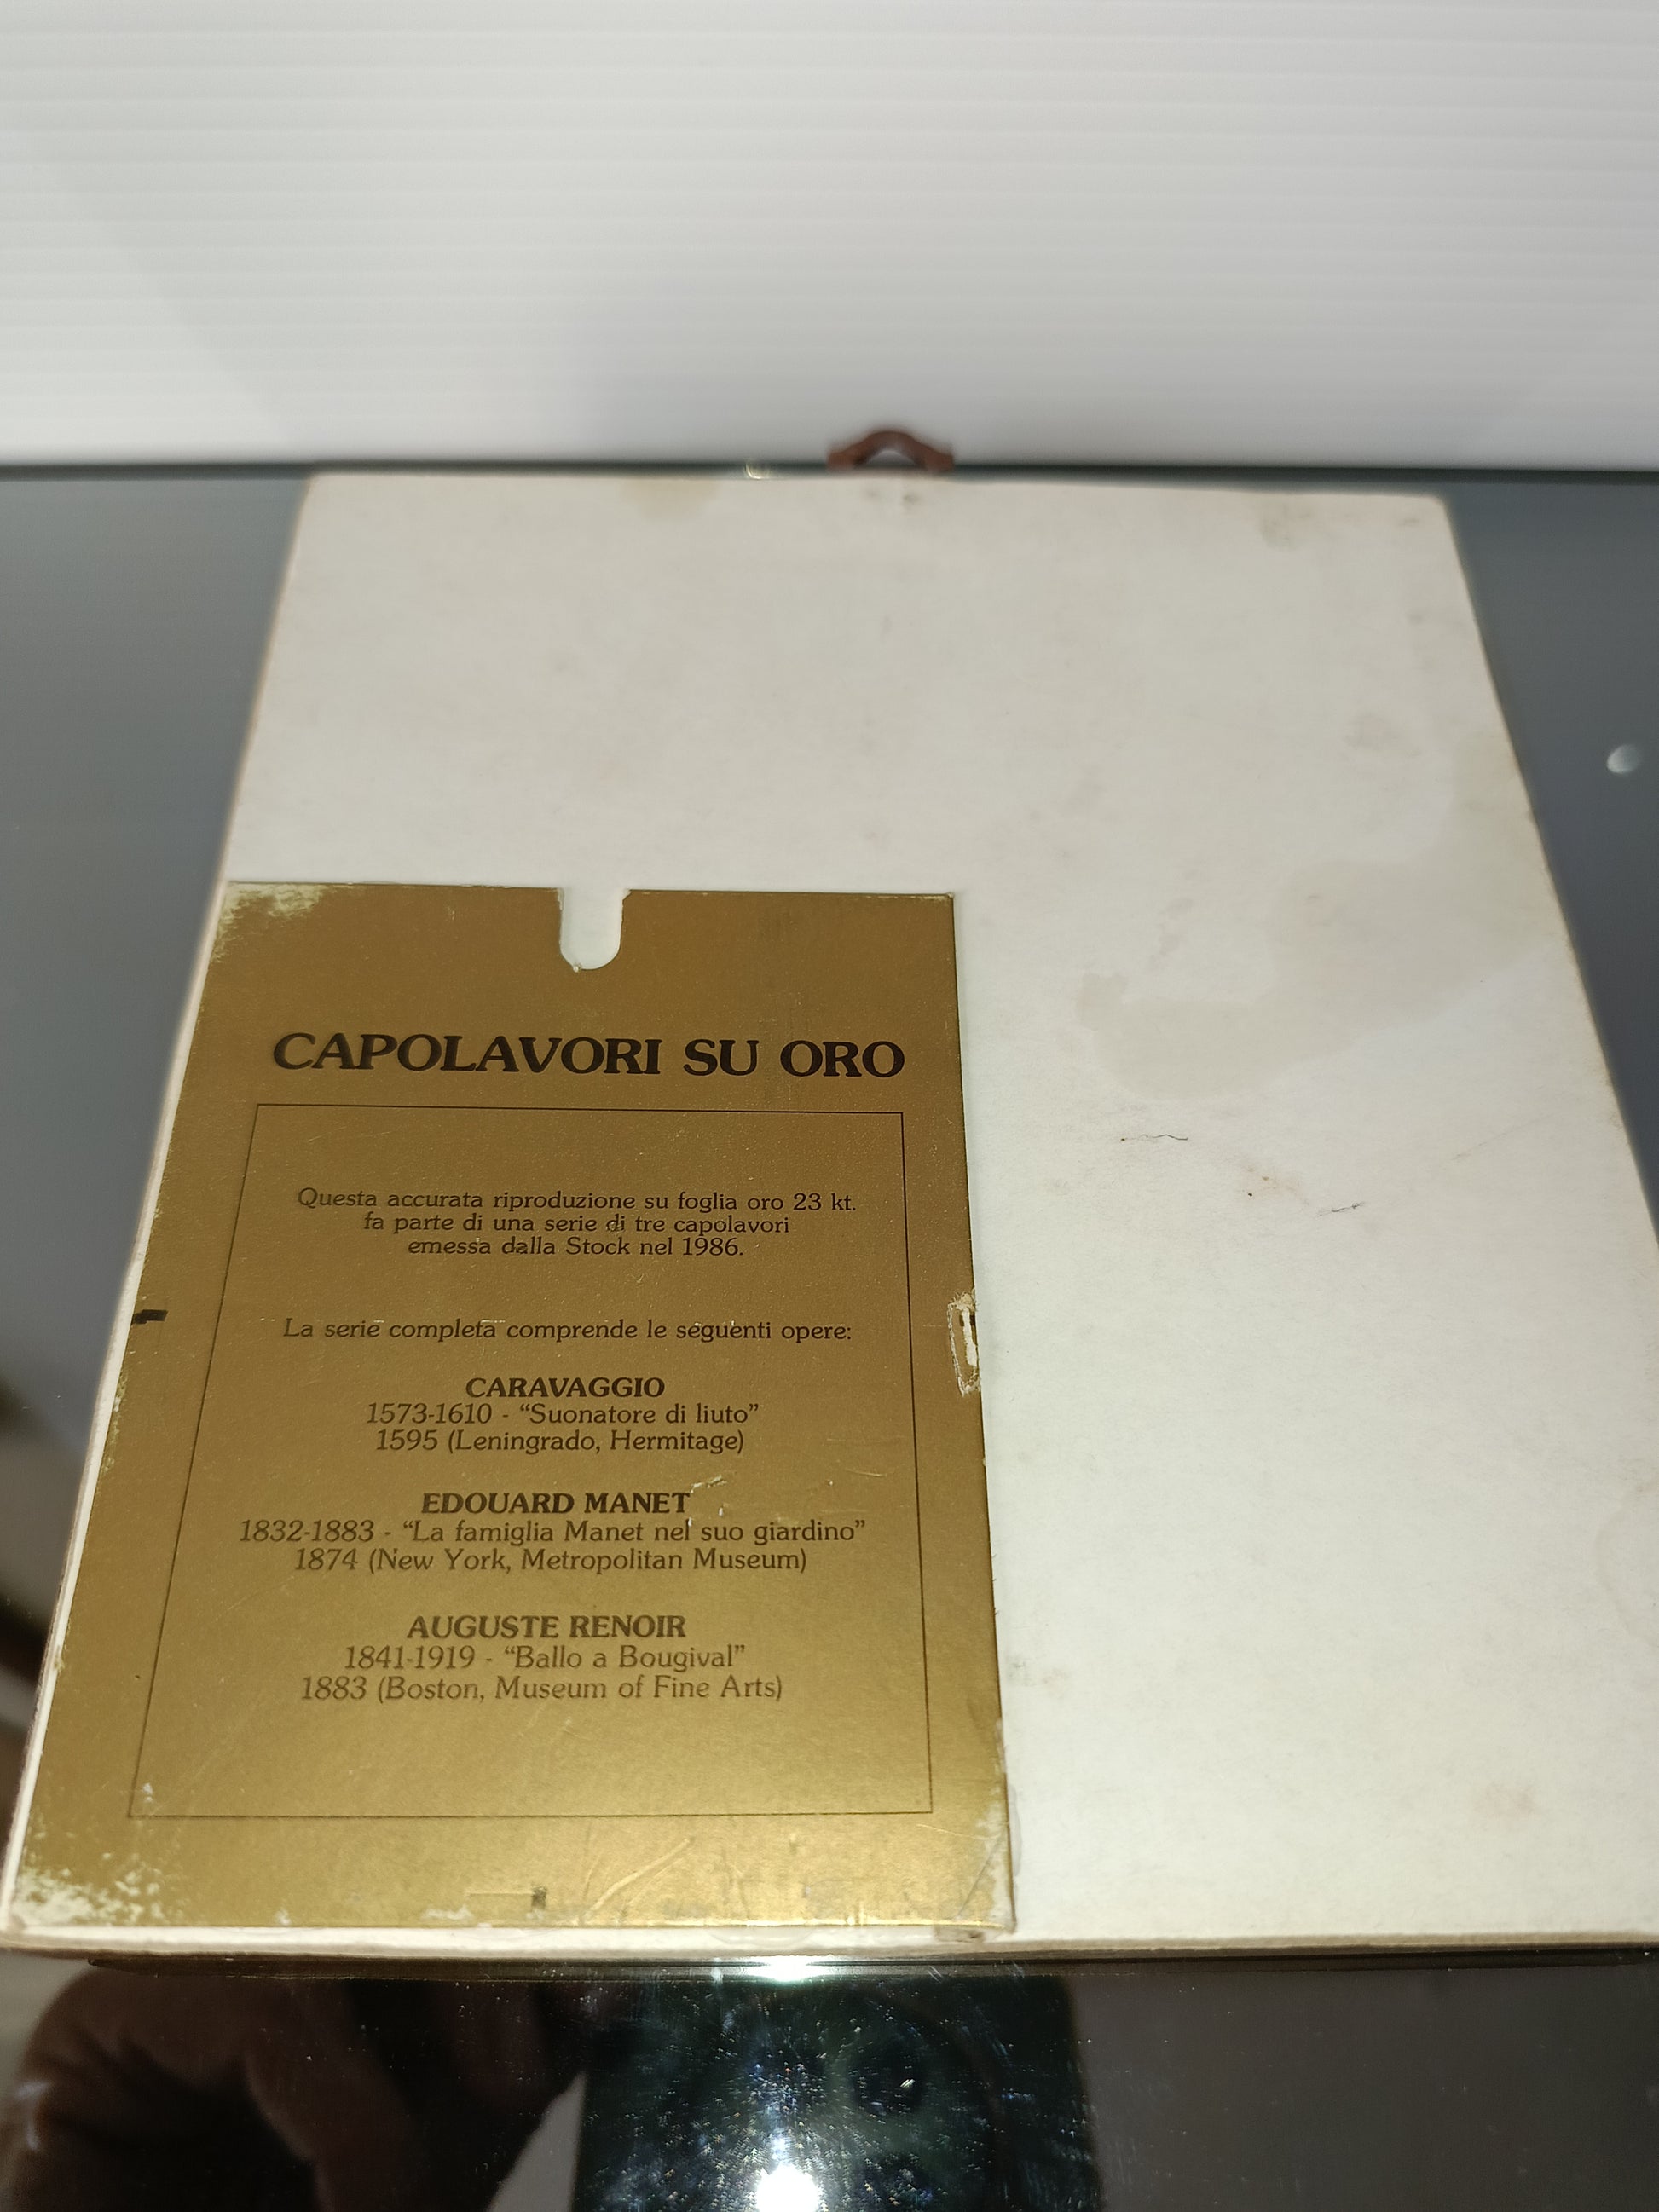 CAPOLAVORI SU ORO
Questa accurata riproduzione su foglia oro 23 kt.
fa parte di una serie di tre capolavori
emessa dalla Stock nel 1986.
La serie completa comprende le seguenti opere:
CARAVAGGIO
1573-1610 - “Suonatore di liuto”
1595 (Leningrado, Hermitage)
EDOUARD MANET
1832-1883 - “La famiglia Manet nel suo giardino”
1874 (New York, Metropolitan Museum)
AUGUSTE RENOIR
1841-1919 - “Ballo a Bougival”
1883 (Boston, Museum of Fine Arts)